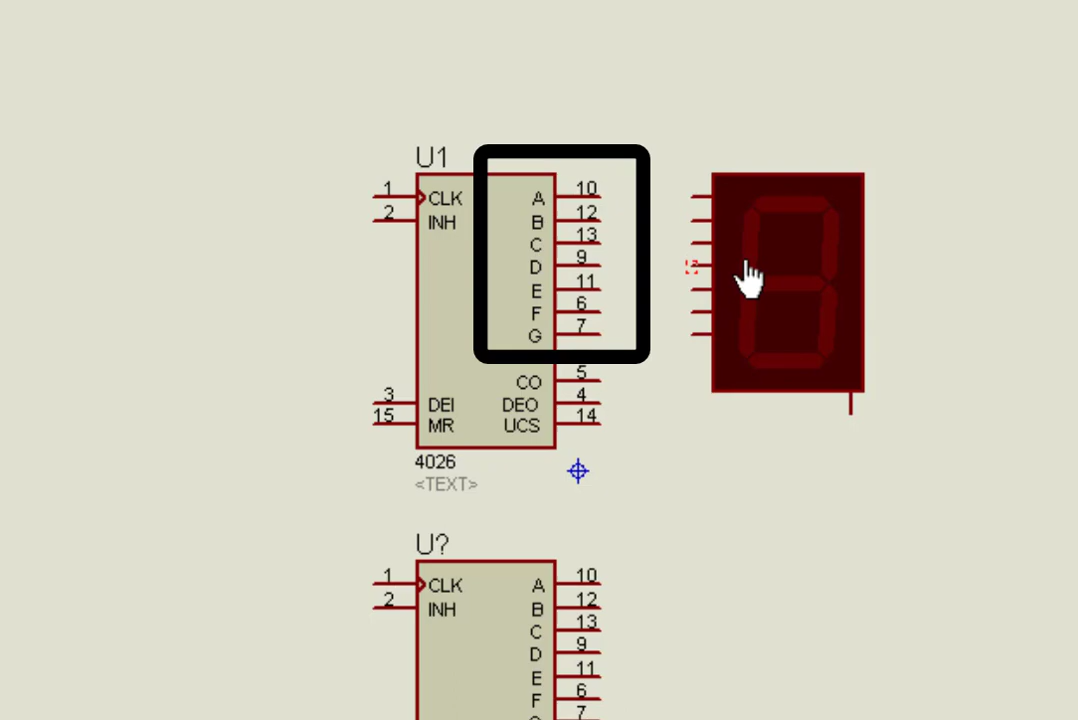 U1
1 CLK A 10
2 INH B 12
C 13
D 9
E 11
F 6
G 7
CO 5
3 DEI DEO 4
15 MR UCS 14
4026
<TEXT>
U?
1 CLK A 10
2 INH B 12
C 13
D 9
E 11
F 6
7